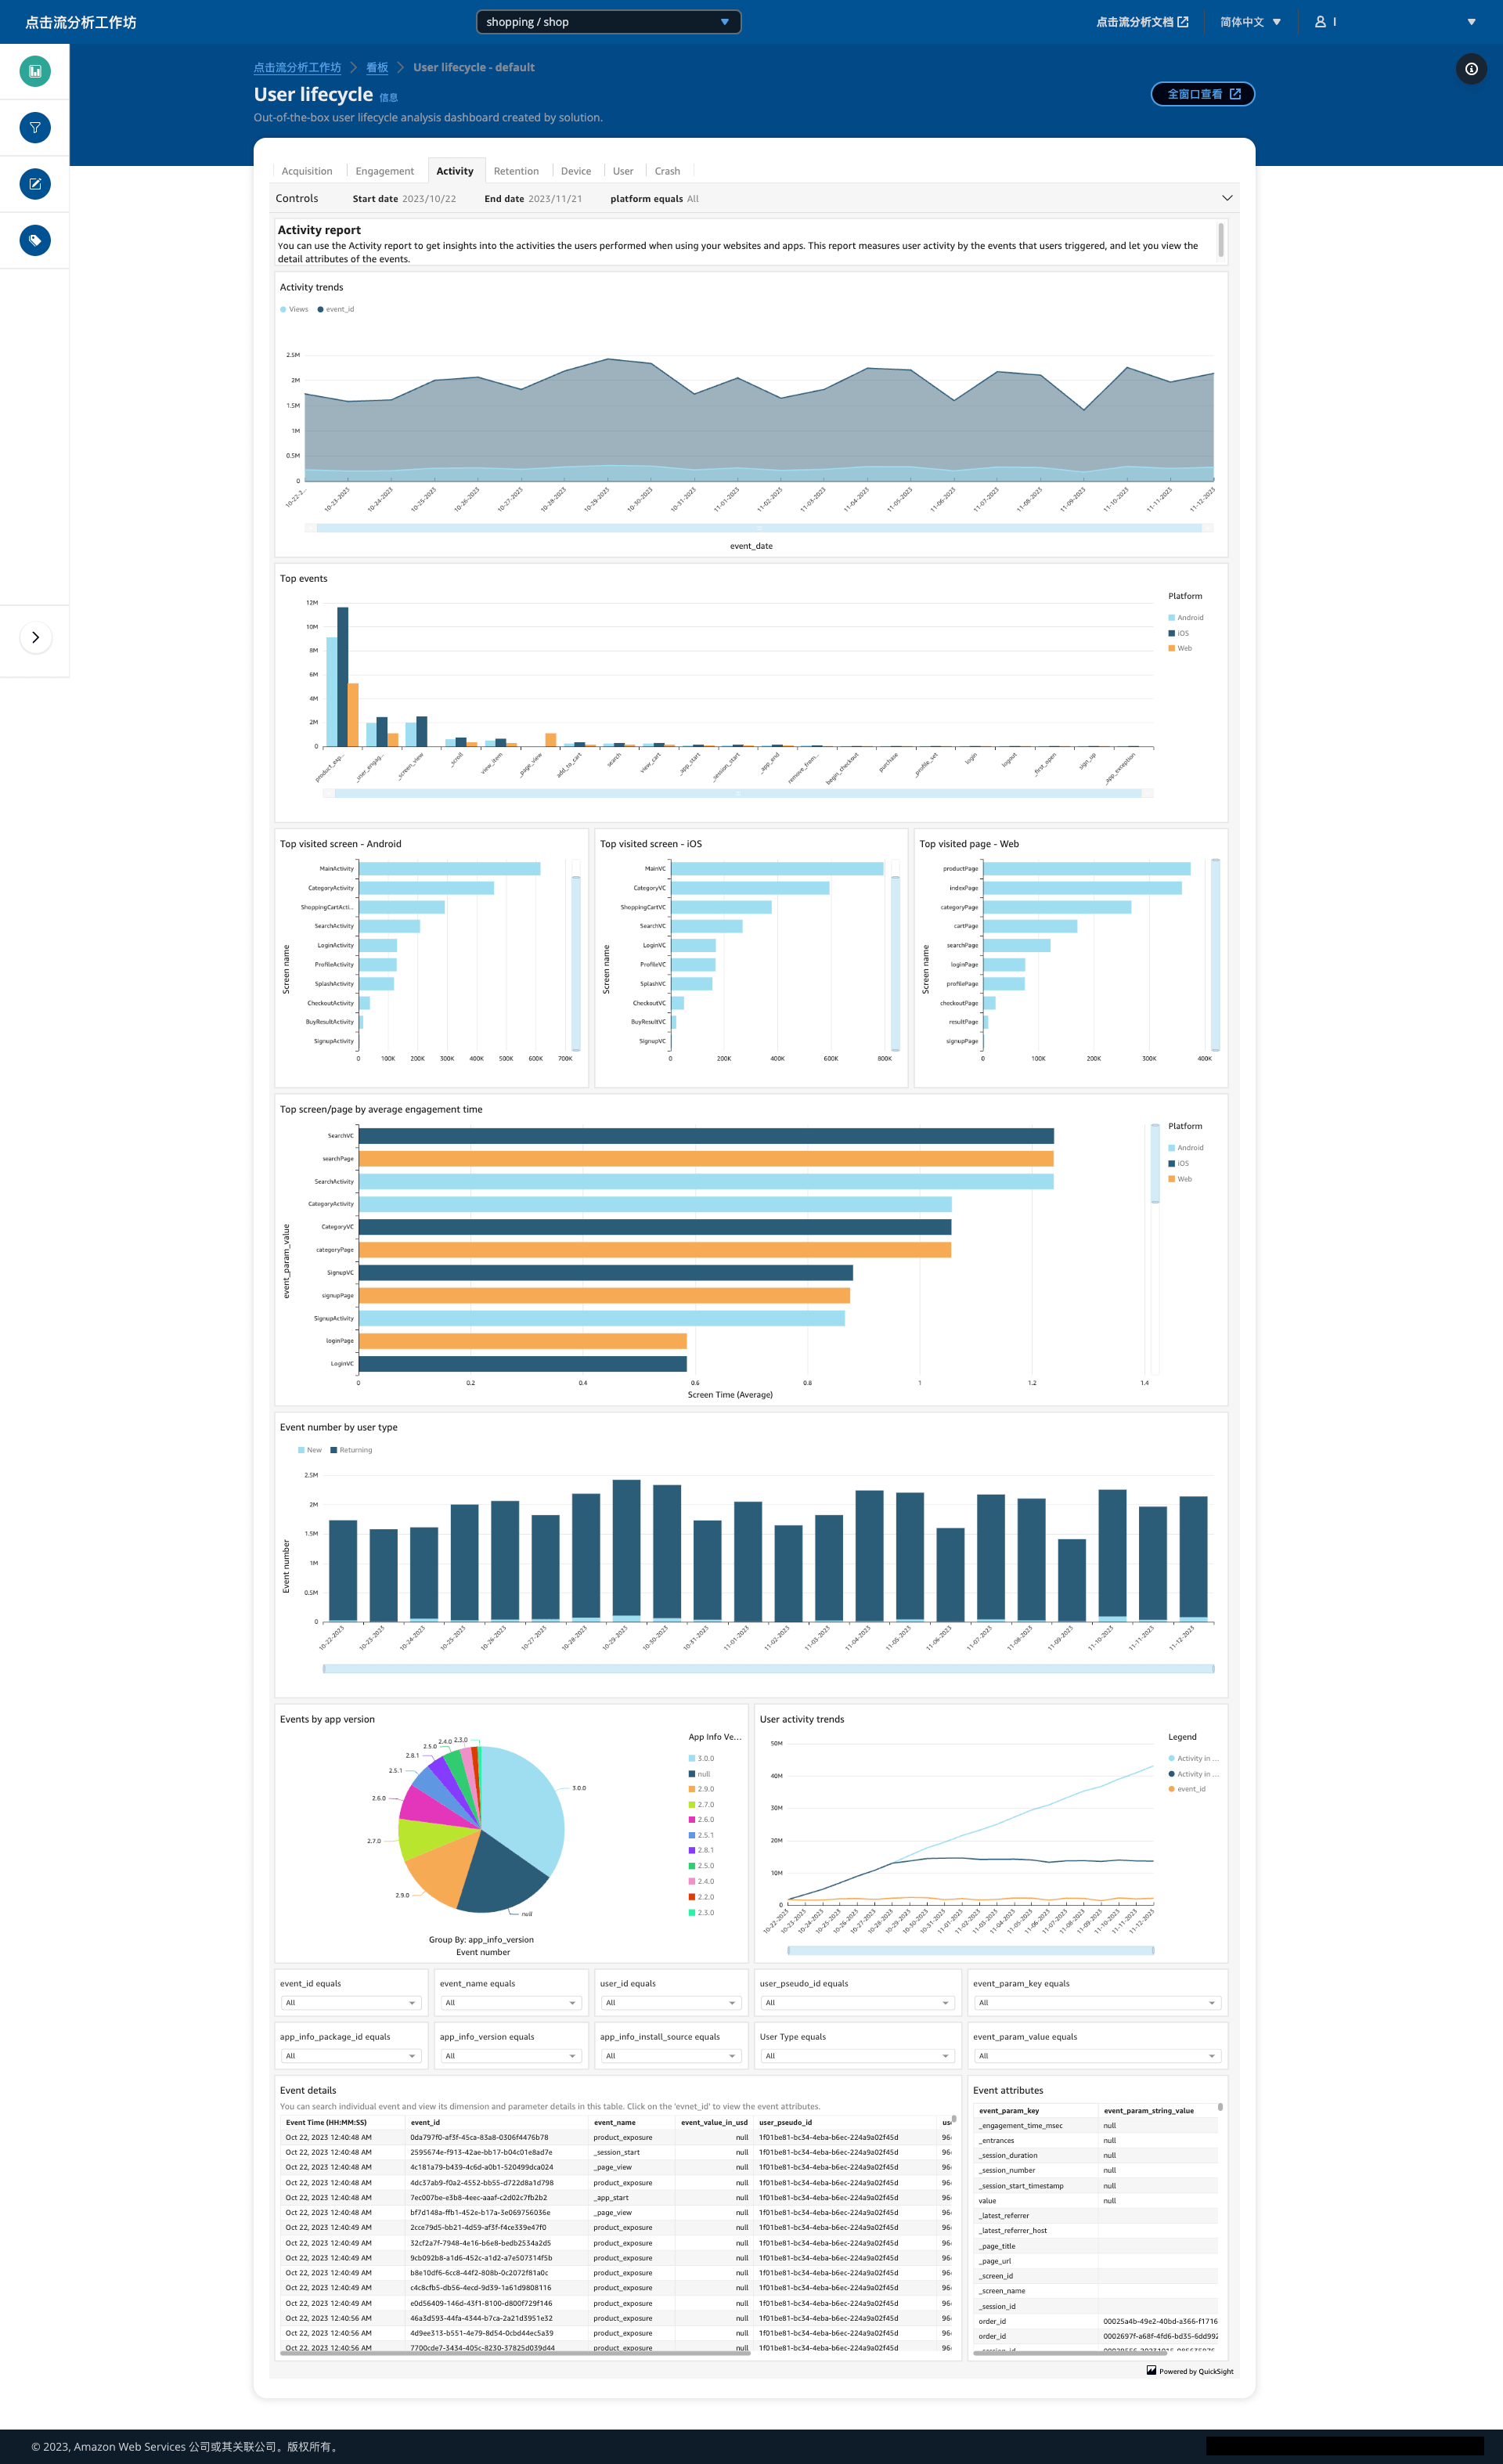 点击流分析工作坊
shopping / shop
点击流分析文档
简体中文
点击流分析工作坊 看板 User lifecycle - default
User lifecycle 信息
全窗口查看
Out-of-the-box user lifecycle analysis dashboard created by solution.
Acquisition Engagement Activity Retention Device User Crash
Controls Start date 2023/10/22 End date 2023/11/21 platform equals All
Activity report
You can use the Activity report to get insights into the activities the users performed when using your websites and apps. This report measures user activity by the events that users triggered, and let you view the
detail attributes of the events.
Activity trends
Views event_id
2.5M
2M
1.5M
1M
0.5M
0
10-22-2... 10-23-2023 10-24-2023 10-25-2023 10-26-2023 10-27-2023 10-28-2023 10-29-2023 10-30-2023 10-31-2023 11-01-2023 11-02-2023 11-03-2023 11-04-2023 11-05-2023 11-06-2023 11-07-2023 11-08-2023 11-09-2023 11-10-2023 11-11-2023 11-12-2023
event_date
Top events
Platform
Android
iOS
Web
12M
10M
8M
6M
4M
2M
0
product_exp... _user_engag... _screen_view _scroll view_item _page_view add_to_cart search view_cart _app_start _session_start _app_end remove_from... begin_checkout purchase _profile_set login logout _first_open sign_up _app_exception
Top visited screen - Android
Screen name
MainActivity
CategoryActivity
ShoppingCartActi...
SearchActivity
LoginActivity
ProfileActivity
SplashActivity
CheckoutActivity
BuyResultActivity
SignupActivity
0 100K 200K 300K 400K 500K 600K 700K
Top visited screen - iOS
Screen name
MainVC
CategoryVC
ShoppingCartVC
SearchVC
LoginVC
ProfileVC
SplashVC
CheckoutVC
BuyResultVC
SignupVC
0 200K 400K 600K 800K
Top visited page - Web
Screen name
productPage
indexPage
categoryPage
cartPage
searchPage
loginPage
profilePage
checkoutPage
resultPage
signupPage
0 100K 200K 300K 400K
Top screen/page by average engagement time
Platform
Android
iOS
Web
event_param_value
SearchVC
searchPage
SearchActivity
CategoryActivity
CategoryVC
categoryPage
SignupVC
signupPage
SignupActivity
loginPage
LoginVC
0 0.2 0.4 0.6 0.8 1 1.2 1.4
Screen Time (Average)
Event number by user type
New Returning
Event number
2.5M
2M
1.5M
1M
0.5M
0
10-22-2023 10-23-2023 10-24-2023 10-25-2023 10-26-2023 10-27-2023 10-28-2023 10-29-2023 10-30-2023 10-31-2023 11-01-2023 11-02-2023 11-03-2023 11-04-2023 11-05-2023 11-06-2023 11-07-2023 11-08-2023 11-09-2023 11-10-2023 11-11-2023 11-12-2023
Events by app version
3.0.0
null
2.9.0
2.7.0
2.6.0
2.5.1
2.8.1
2.5.0
2.4.0
2.3.0
Group By: app_info_version
Event number
App Info Ve...
3.0.0
null
2.9.0
2.7.0
2.6.0
2.5.1
2.8.1
2.5.0
2.4.0
2.2.0
2.3.0
User activity trends
Legend
Activity in ...
Activity in ...
event_id
50M
40M
30M
20M
10M
0
10-22-2023 10-23-2023 10-24-2023 10-25-2023 10-26-2023 10-27-2023 10-28-2023 10-29-2023 10-30-2023 10-31-2023 11-01-2023 11-02-2023 11-03-2023 11-04-2023 11-05-2023 11-06-2023 11-07-2023 11-08-2023 11-09-2023 11-10-2023 11-11-2023 11-12-2023
event_id equals event_name equals user_id equals user_pseudo_id equals event_param_key equals
All All All All All
app_info_package_id equals app_info_version equals app_info_install_source equals User Type equals event_param_value equals
All All All All All
Event details
You can search individual event and view its dimension and parameter details in this table. Click on the 'evnet_id' to view the event attributes.
Event Time (HH:MM:SS) event_id event_name event_value_in_usd user_pseudo_id
Oct 22, 2023 12:40:48 AM 0da797f0-af3f-45ca-83a8-0306f4476b78 product_exposure null 1f01be81-bc34-4eba-b6ec-224a9a02f45d 96
Oct 22, 2023 12:40:48 AM 2595674e-f913-42ae-bb17-b04c01e8ad7e _session_start null 1f01be81-bc34-4eba-b6ec-224a9a02f45d 96
Oct 22, 2023 12:40:48 AM 4c181a79-b439-4c6d-a0b1-520499dca024 _page_view null 1f01be81-bc34-4eba-b6ec-224a9a02f45d 96
Oct 22, 2023 12:40:48 AM 4dc37ab9-f0a2-4552-bb55-d722d8a1d798 product_exposure null 1f01be81-bc34-4eba-b6ec-224a9a02f45d 96
Oct 22, 2023 12:40:48 AM 7ec007be-e3b8-4eec-aaaf-c2d02c7fb2b2 _app_start null 1f01be81-bc34-4eba-b6ec-224a9a02f45d 96
Oct 22, 2023 12:40:48 AM bf7d148a-ffb1-452e-b17a-3e069756036e _page_view null 1f01be81-bc34-4eba-b6ec-224a9a02f45d 96
Oct 22, 2023 12:40:49 AM 2cce79d5-bb21-4d59-af3f-f4ce339e47f0 product_exposure null 1f01be81-bc34-4eba-b6ec-224a9a02f45d 96
Oct 22, 2023 12:40:49 AM 32cf2a7f-7948-4e16-b6e8-bedb2534a2d5 product_exposure null 1f01be81-bc34-4eba-b6ec-224a9a02f45d 96
Oct 22, 2023 12:40:49 AM 9cb092b8-a1d6-452c-a1d2-a7e507314f5b product_exposure null 1f01be81-bc34-4eba-b6ec-224a9a02f45d 96
Oct 22, 2023 12:40:49 AM b8e10df6-6cc8-44f2-808b-0c2072f81a0c product_exposure null 1f01be81-bc34-4eba-b6ec-224a9a02f45d 96
Oct 22, 2023 12:40:49 AM c4c8cfb5-db56-4ecd-9d39-1a61d9808116 product_exposure null 1f01be81-bc34-4eba-b6ec-224a9a02f45d 96
Oct 22, 2023 12:40:49 AM e0d56409-146d-43f1-8100-d800f729f146 product_exposure null 1f01be81-bc34-4eba-b6ec-224a9a02f45d 96
Oct 22, 2023 12:40:56 AM 46a3d593-44fa-4344-b7ca-2a21d3951e32 product_exposure null 1f01be81-bc34-4eba-b6ec-224a9a02f45d 96
Oct 22, 2023 12:40:56 AM 4d9ee313-b551-4e79-8d54-0cbd44ec5a39 product_exposure null 1f01be81-bc34-4eba-b6ec-224a9a02f45d 96
Oct 22, 2023 12:40:56 AM 7700cde7-3434-405c-8230-37825d039d44 product_exposure null 1f01be81-bc34-4eba-b6ec-224a9a02f45d 96
Event attributes
event_param_key event_param_string_value
_engagement_time_msec null
_entrances null
_session_duration null
_session_number null
_session_start_timestamp null
value null
_latest_referrer
_latest_referrer_host
_page_title
_page_url
_screen_id
_screen_name
_session_id
order_id 00025a4b-49e2-40bd-a366-f1716
order_id 0002697f-a68f-4fd6-bd35-6dd992
Powered by QuickSight
© 2023, Amazon Web Services 公司或其关联公司。版权所有。